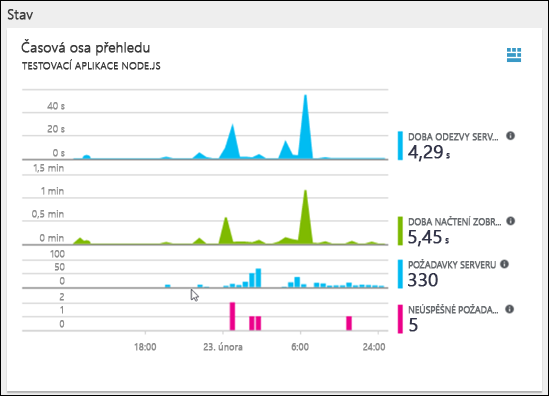 Stav
Časová osa přehledu
TESTOVACÍ APLIKACE NODE.JS
40 s
20 s
0 s
DOBA ODEZVY SERV...
4,29 s
1,5 min
1 min
0,5 min
0 min
DOBA NAČTENÍ ZOBR...
5,45 s
100
50
0
POŽADAVKY SERVERU
330
2
1
0
NEÚSPĚŠNÉ POŽADA...
5
18:00
23. února
6:00
24:00